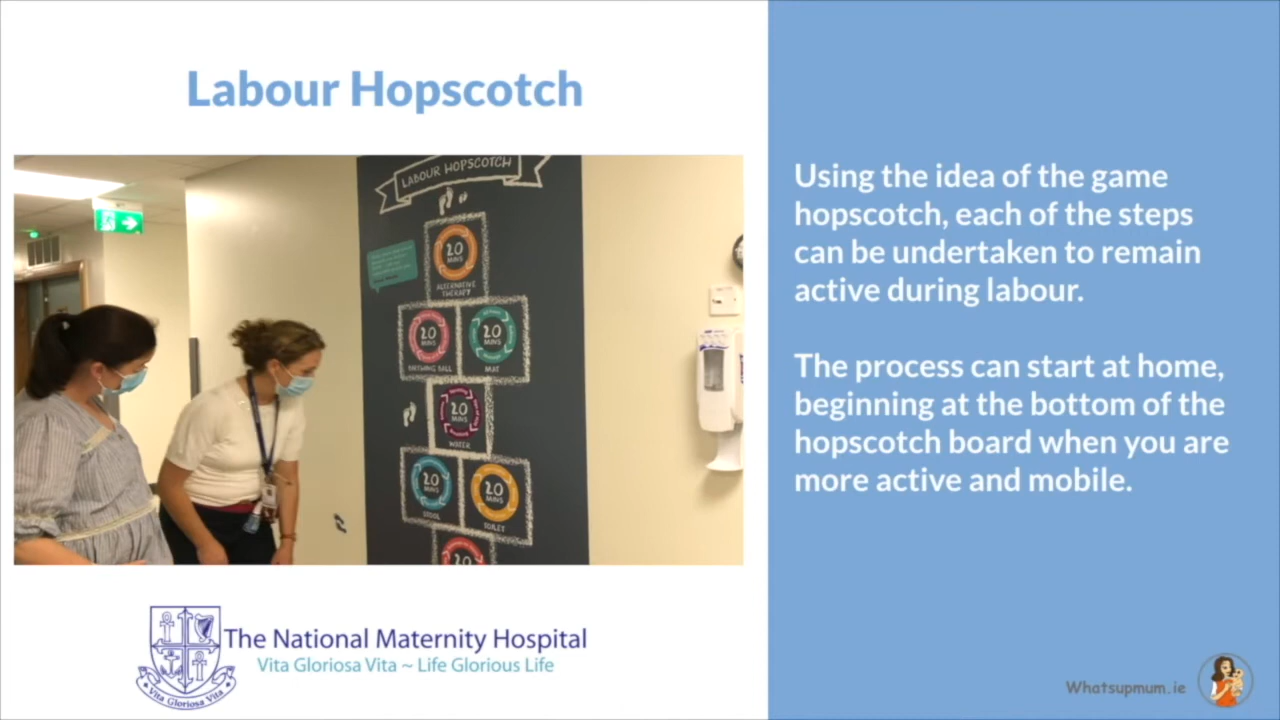 Labour Hopscotch
LABOUR HOPSCOTCH
20
MINS
ALTERNATIVE
THERAPY
20
MINS
BIRTHING BALL
20
MINS
MAT
20
MINS
WATER
20
MINS
STOOL
20
MINS
TOILET
20
The National Maternity Hospital
Vita Gloriosa Vita ~ Life Glorious Life
Vita Gloriosa Vita
Using the idea of the game
hopscotch, each of the steps
can be undertaken to remain
active during labour.
The process can start at home,
beginning at the bottom of the
hopscotch board when you are
more active and mobile.
Whatsupmum.ie